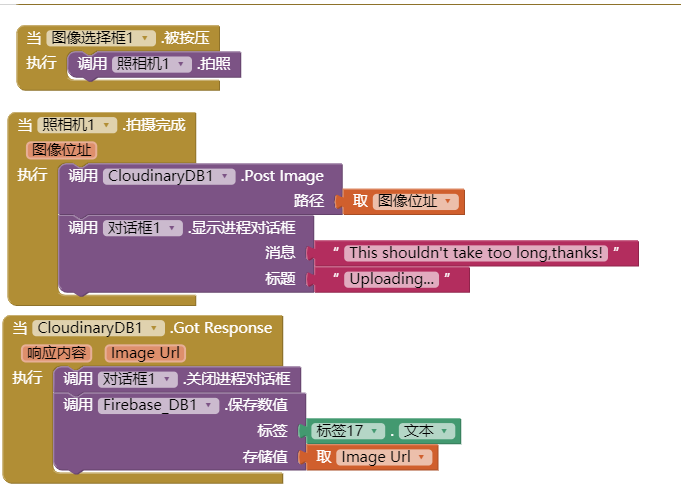 当 图像选择框1 .被按压
执行 调用 照相机1 .拍照
当 照相机1 .拍摄完成
图像位址
执行 调用 CloudinaryDB1 .Post Image
路径 取 图像位址
调用 对话框1 .显示进程对话框
消息 “ This shouldn't take too long,thanks! ”
标题 “ Uploading... ”
当 CloudinaryDB1 .Got Response
响应内容 Image Url
执行 调用 对话框1 .关闭进程对话框
调用 Firebase_DB1 .保存数值
标签 标签17 . 文本
存储值 取 Image Url